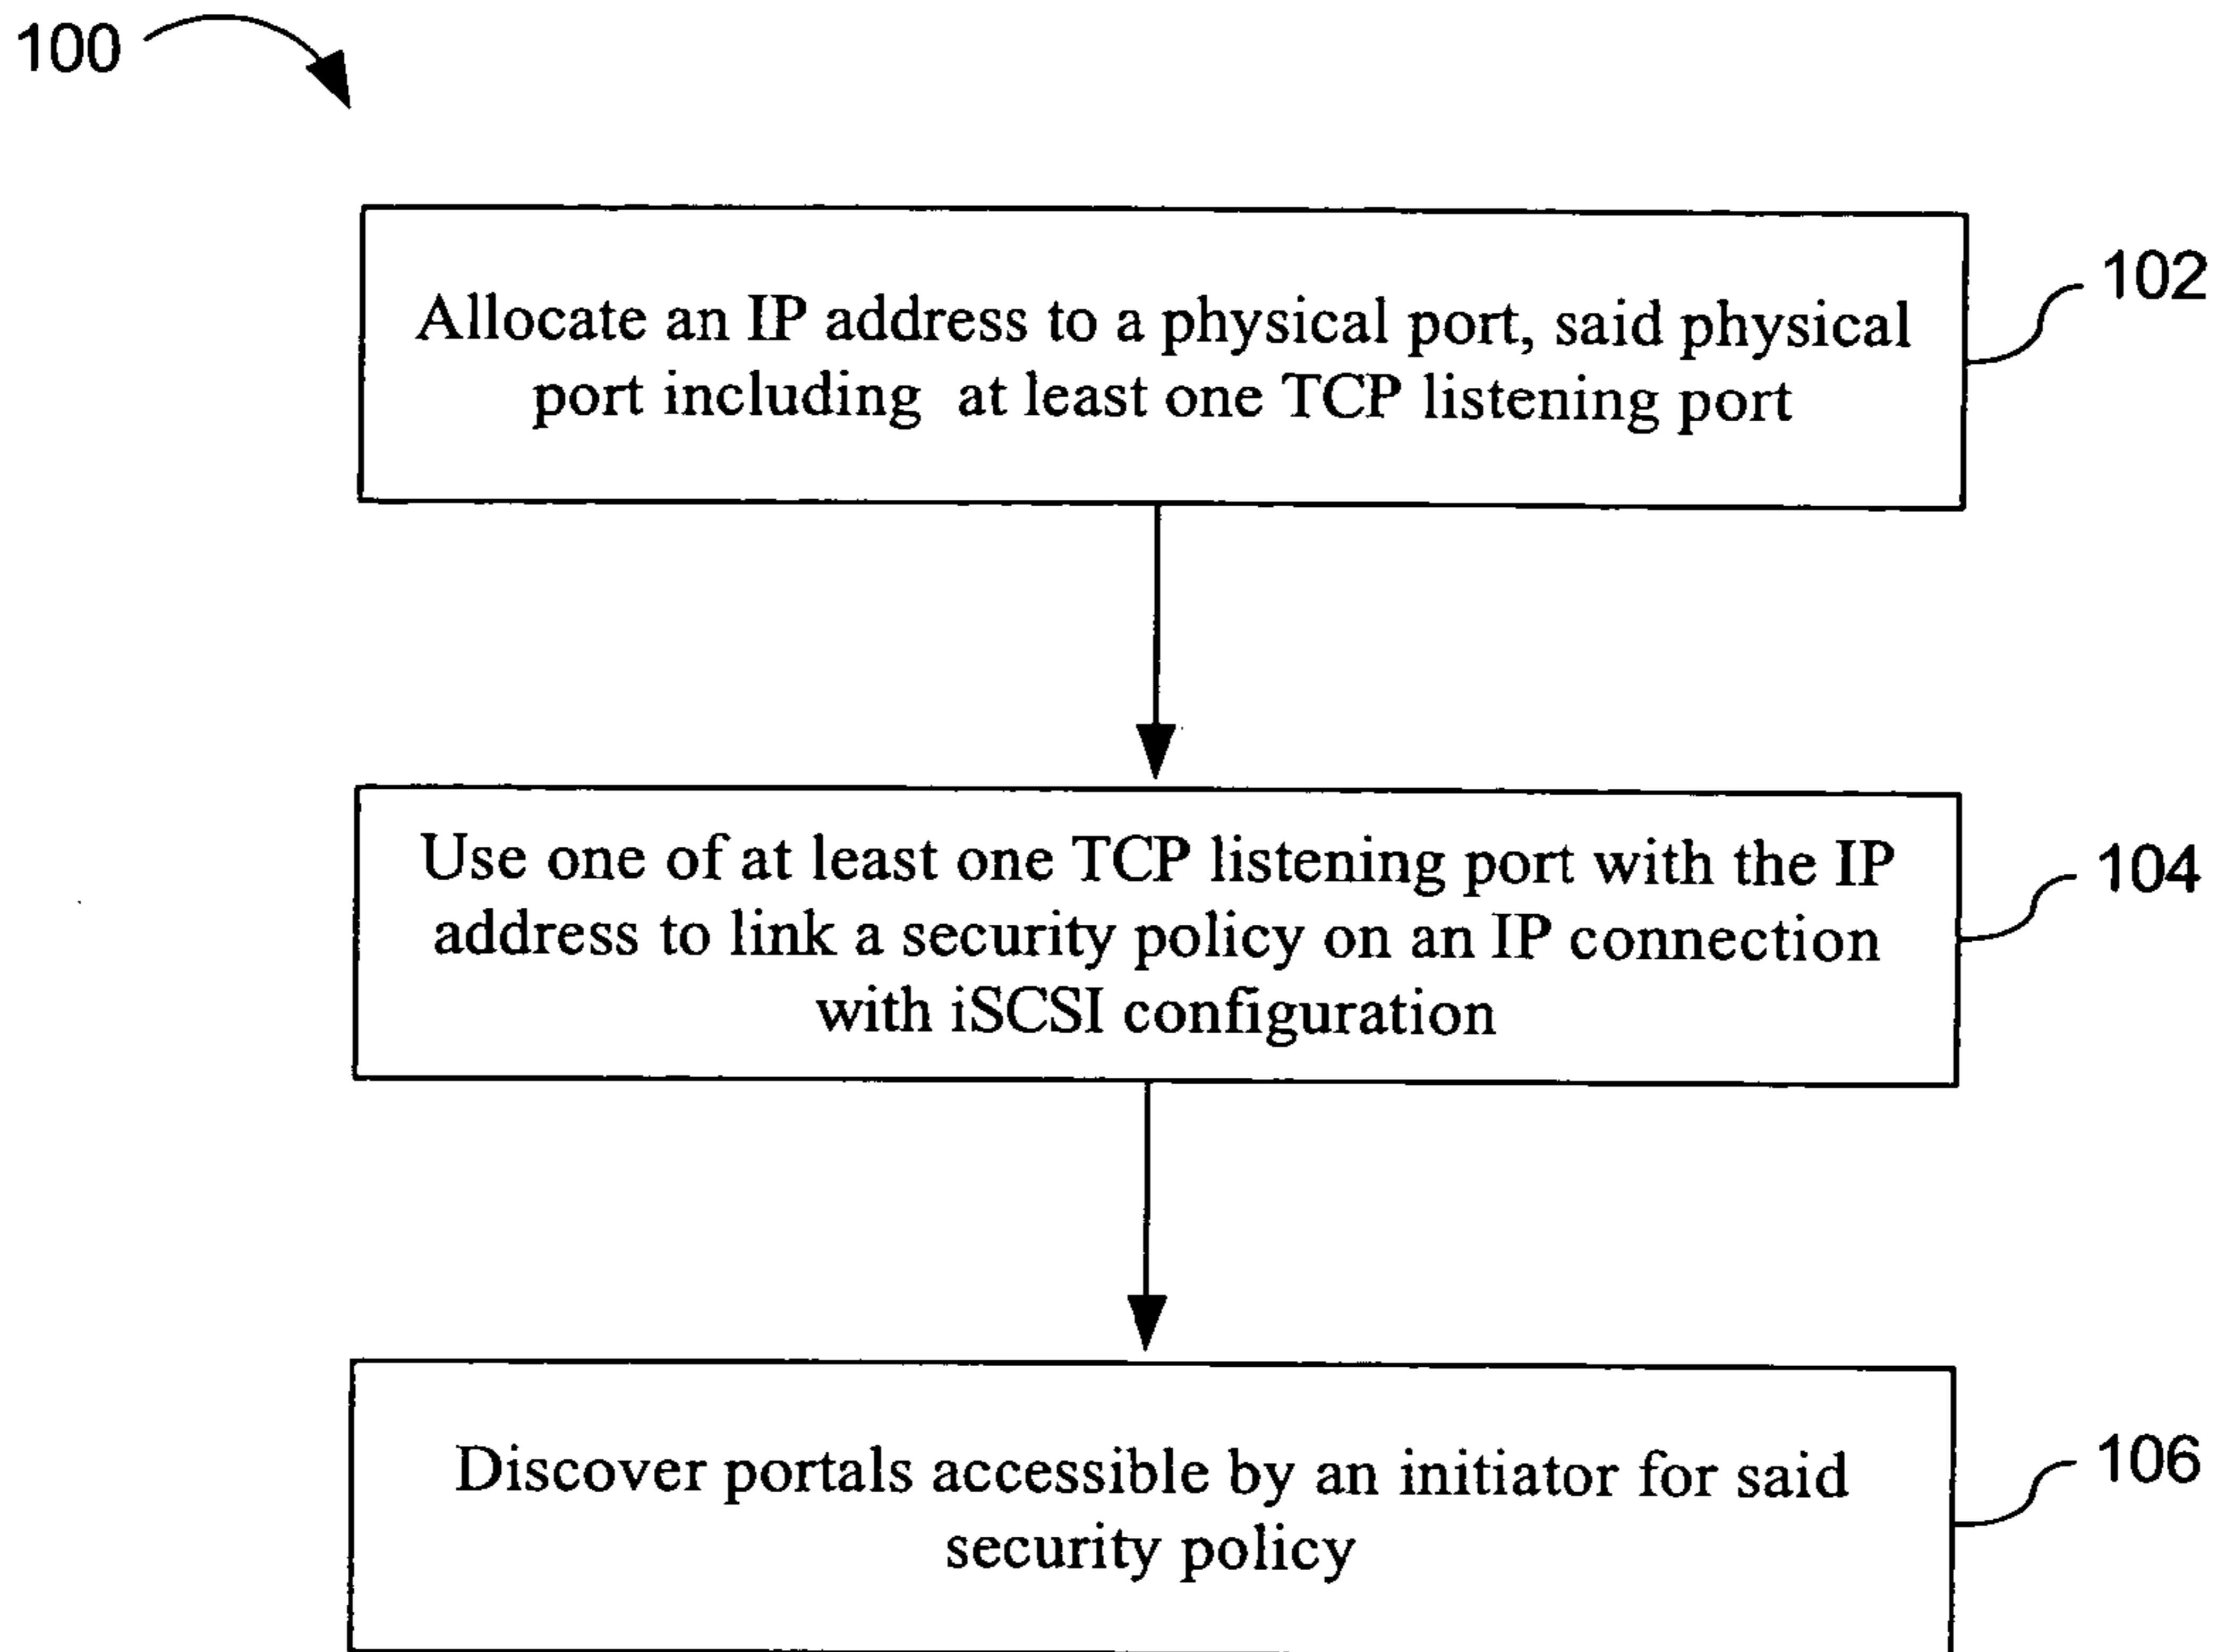 100
Allocate an IP address to a physical port, said physical
port including at least one TCP listening port
102
Use one of at least one TCP listening port with the IP
address to link a security policy on an IP connection
with iSCSI configuration
104
Discover portals accessible by an initiator for said
security policy
106